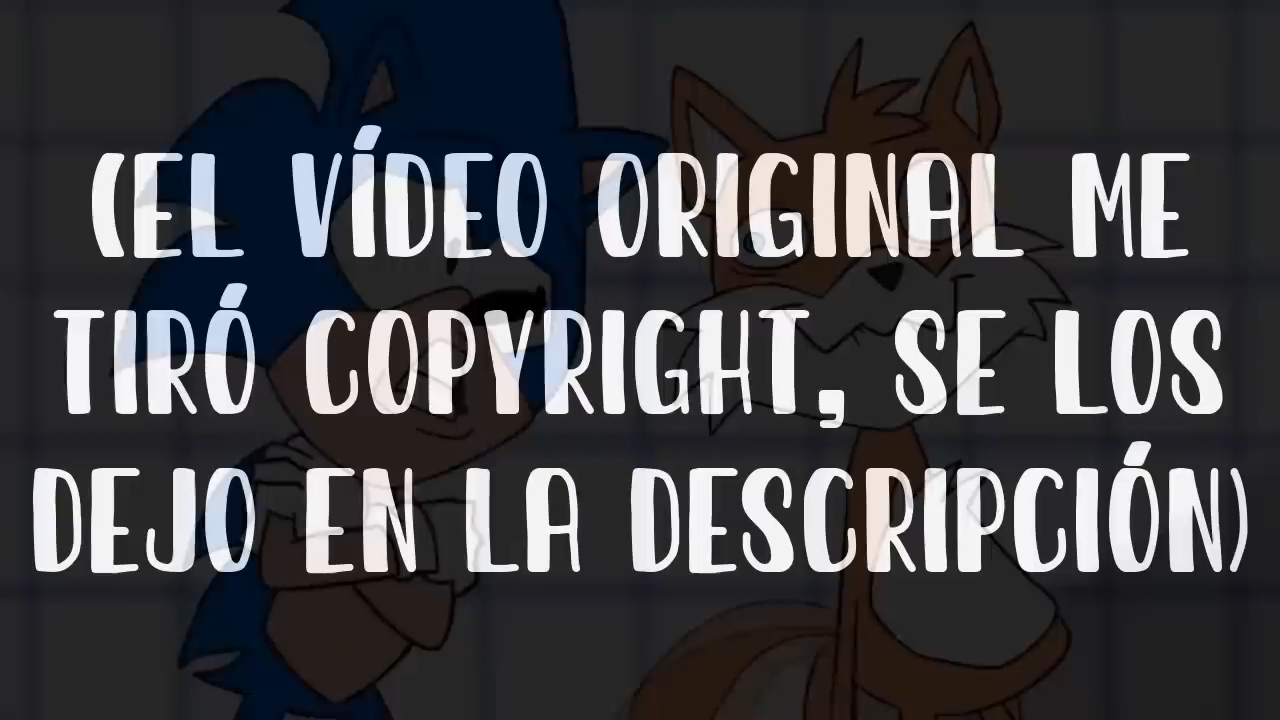 (EL VÍDEO ORIGINAL ME
TIRÓ COPYRIGHT, SE LOS
DEJO EN LA DESCRIPCIÓN)